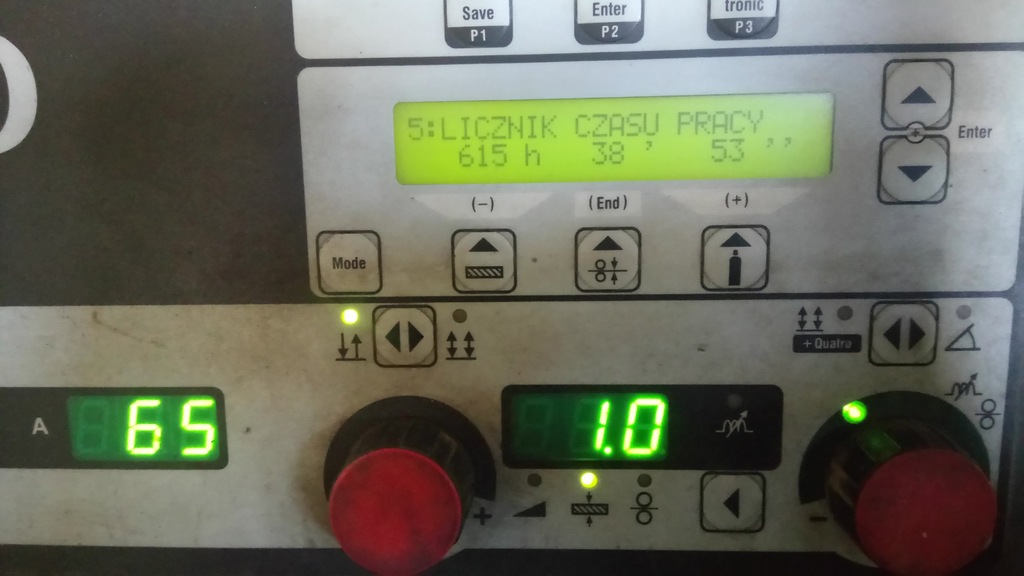 Save
P1
Enter
P2
tronic
P3
5:LICZNIK CZASU PRACY
615 h 38 ' 53 ''
Enter
(-)
(End)
(+)
Mode
+ Quatro
A
65
1.0
+
-